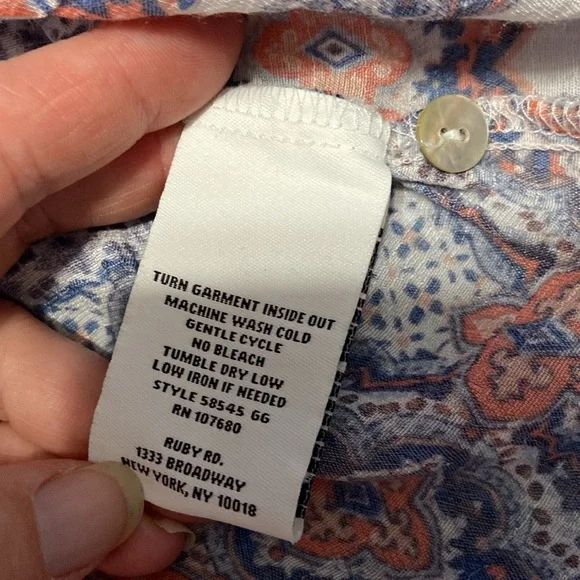 TURN GARMENT INSIDE OUT
MACHINE WASH COLD
GENTLE CYCLE
NO BLEACH
TUMBLE DRY LOW
LOW IRON IF NEEDED
STYLE 58545 GG
RN 107680
RUBY RD.
1333 BROADWAY
NEW YORK, NY 10018